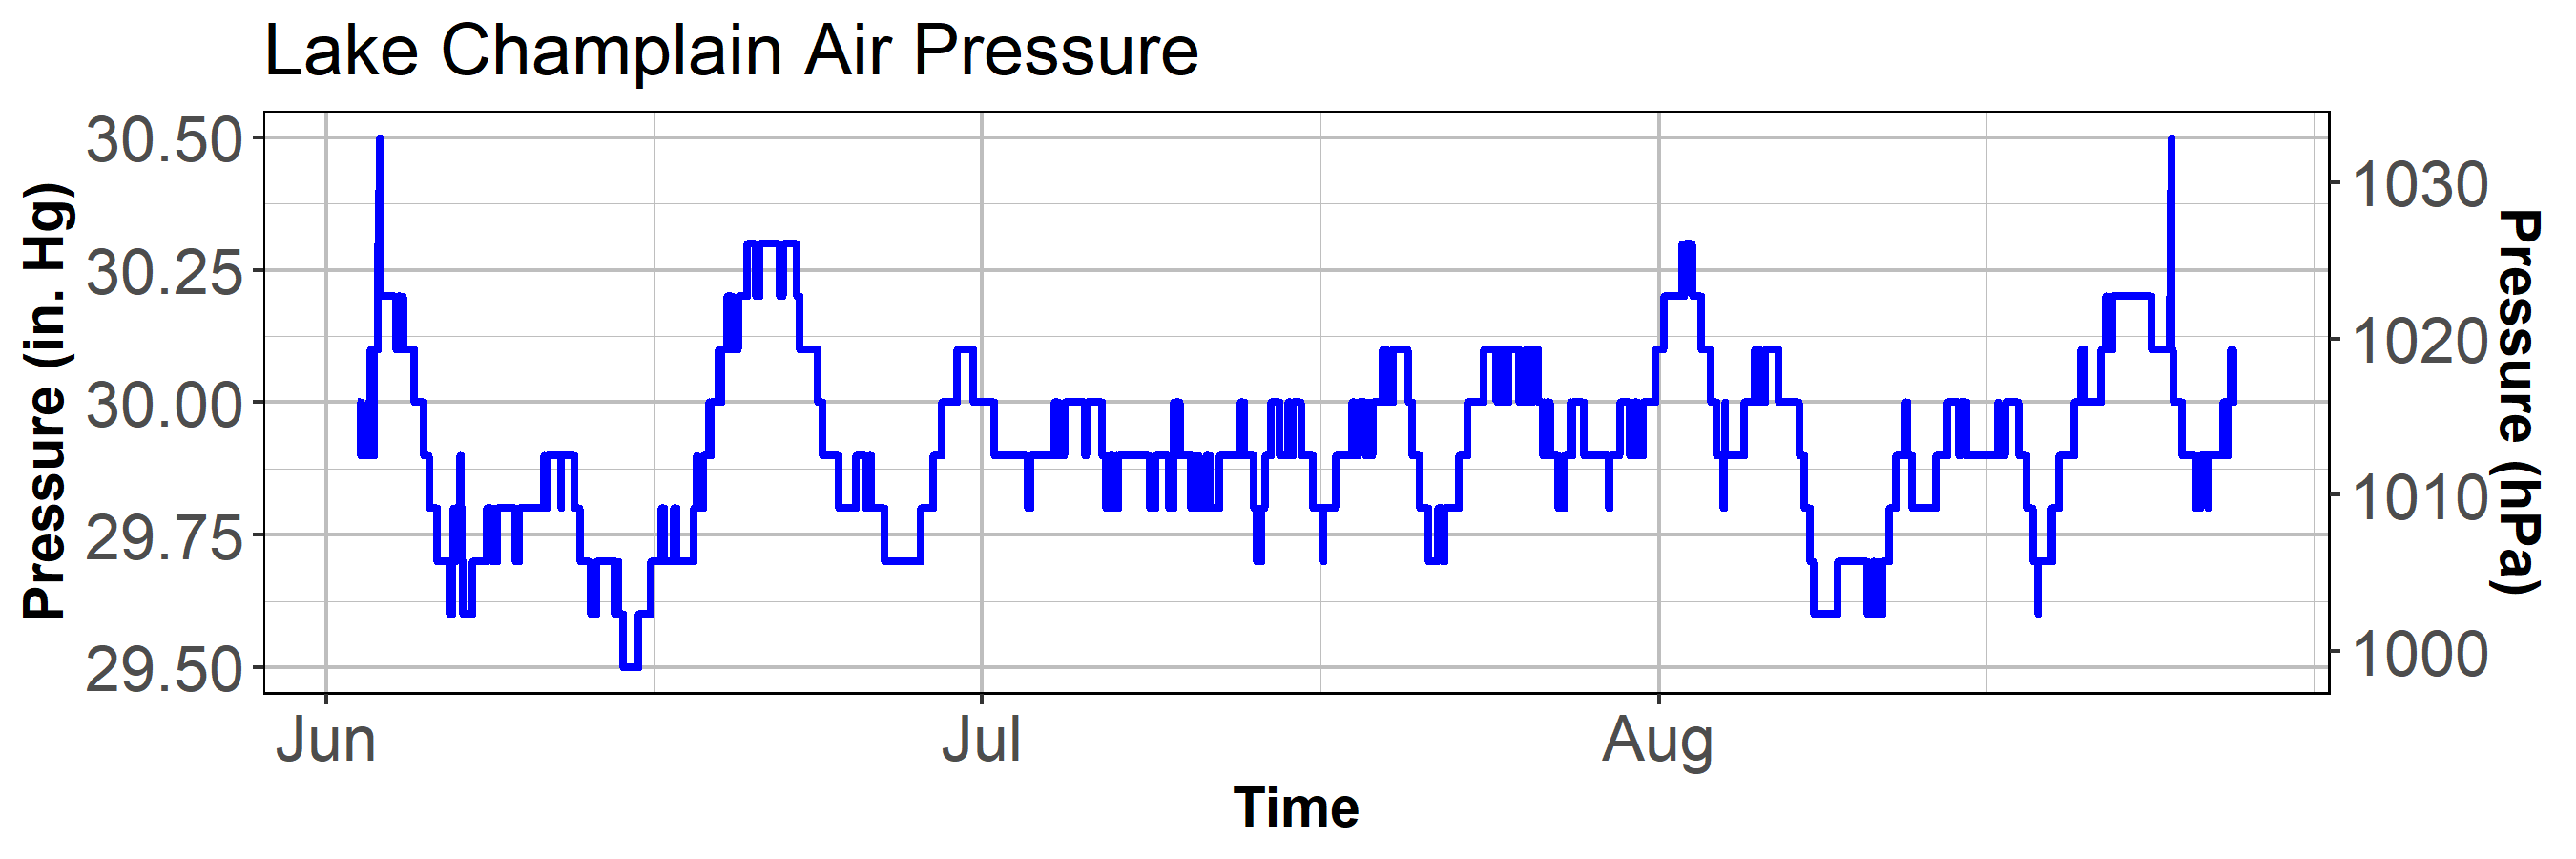 Lake Champlain Air Pressure
Pressure (in. Hg)
30.50
30.25
30.00
29.75
29.50
1030
1020
1010
1000
Pressure (hPa)
Jun Jul Aug
Time